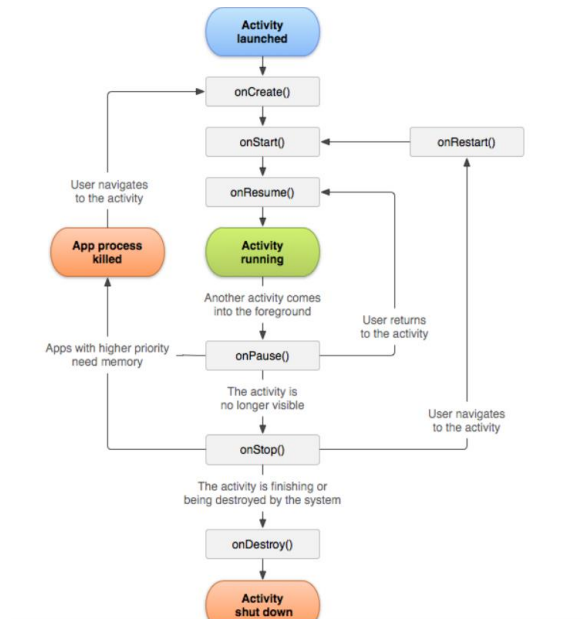 Activity
launched
onCreate()
onStart()
onRestart()
User navigates
to the activity
onResume()
App process
killed
Activity
running
Another activity comes
into the foreground
User returns
to the activity
Apps with higher priority
need memory
onPause()
The activity is
no longer visible
User navigates
to the activity
onStop()
The activity is finishing or
being destroyed by the system
onDestroy()
Activity
shut down